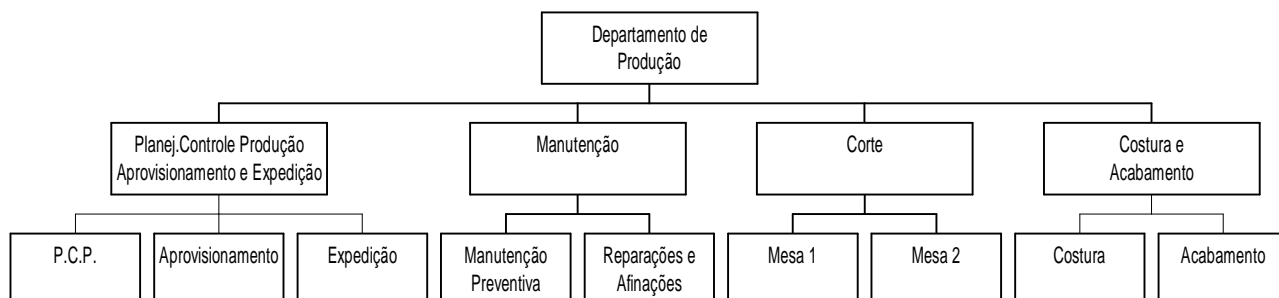 Departamento de
Produção
Planej.Controle Produção
Aprovisionamento e Expedição
Manutenção
Corte
Costura e
Acabamento
P.C.P.
Aprovisionamento
Expedição
Manutenção
Preventiva
Reparações e
Afinações
Mesa 1
Mesa 2
Costura
Acabamento